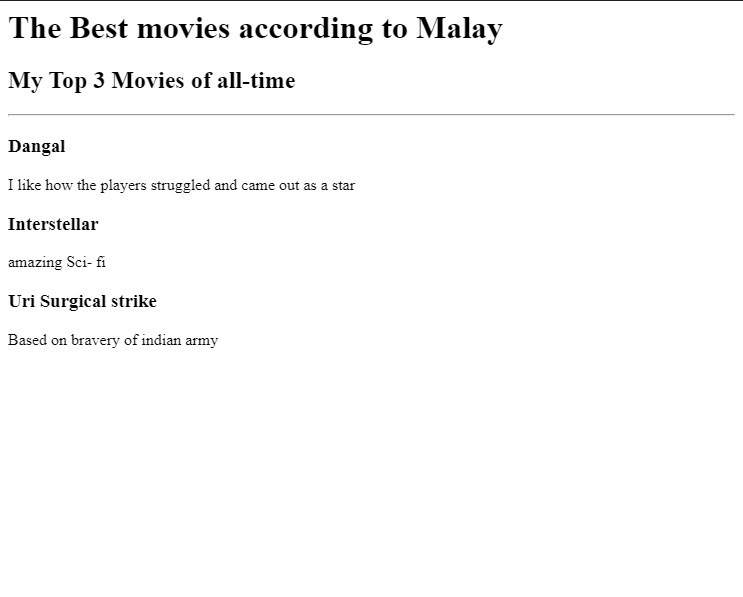 The Best movies according to Malay
My Top 3 Movies of all-time
Dangal
I like how the players struggled and came out as a star
Interstellar
amazing Sci- fi
Uri Surgical strike
Based on bravery of indian army